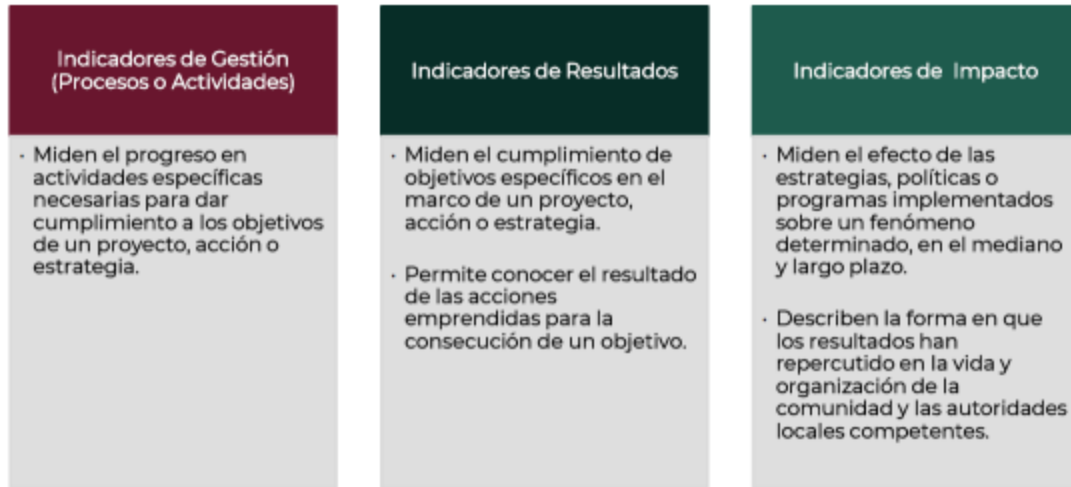 Indicadores de Gestión
(Procesos o Actividades)
· Miden el progreso en
actividades específicas
necesarias para dar
cumplimiento a los objetivos
de un proyecto, acción o
estrategia.
Indicadores de Resultados
· Miden el cumplimiento de
objetivos específicos en el
marco de un proyecto,
acción o estrategia.
· Permite conocer el resultado
de las acciones
emprendidas para la
consecución de un objetivo.
Indicadores de Impacto
· Miden el efecto de las
estrategias, políticas o
programas implementados
sobre un fenómeno
determinado, en el mediano
y largo plazo.
· Describen la forma en que
los resultados han
repercutido en la vida y
organización de la
comunidad y las autoridades
locales competentes.